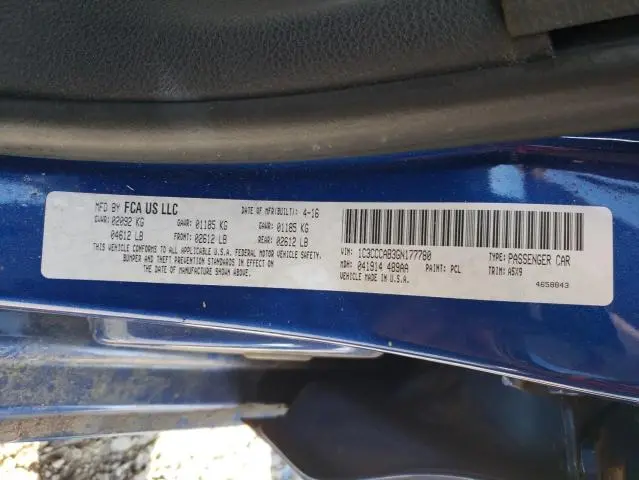 MFD BY FCA US LLC DATE OF MFR(BUILT): 4-16
GVWR: 02092 KG GAWR: 01185 KG GAWR: 01185 KG
04612 LB FRONT: 02612 LB REAR: 02612 LB
THIS VEHICLE CONFORMS TO ALL APPLICABLE U.S.A. FEDERAL MOTOR VEHICLE SAFETY,
BUMPER AND THEFT PREVENTION STANDARDS IN EFFECT ON
THE DATE OF MANUFACTURE SHOWN ABOVE.
VIN: 1C3CCCAB3GN177780 TYPE: PASSENGER CAR
MDH: 041914 489AA PAINT: PCL TRIM: A5X9
VEHICLE MADE IN U.S.A. 4658843